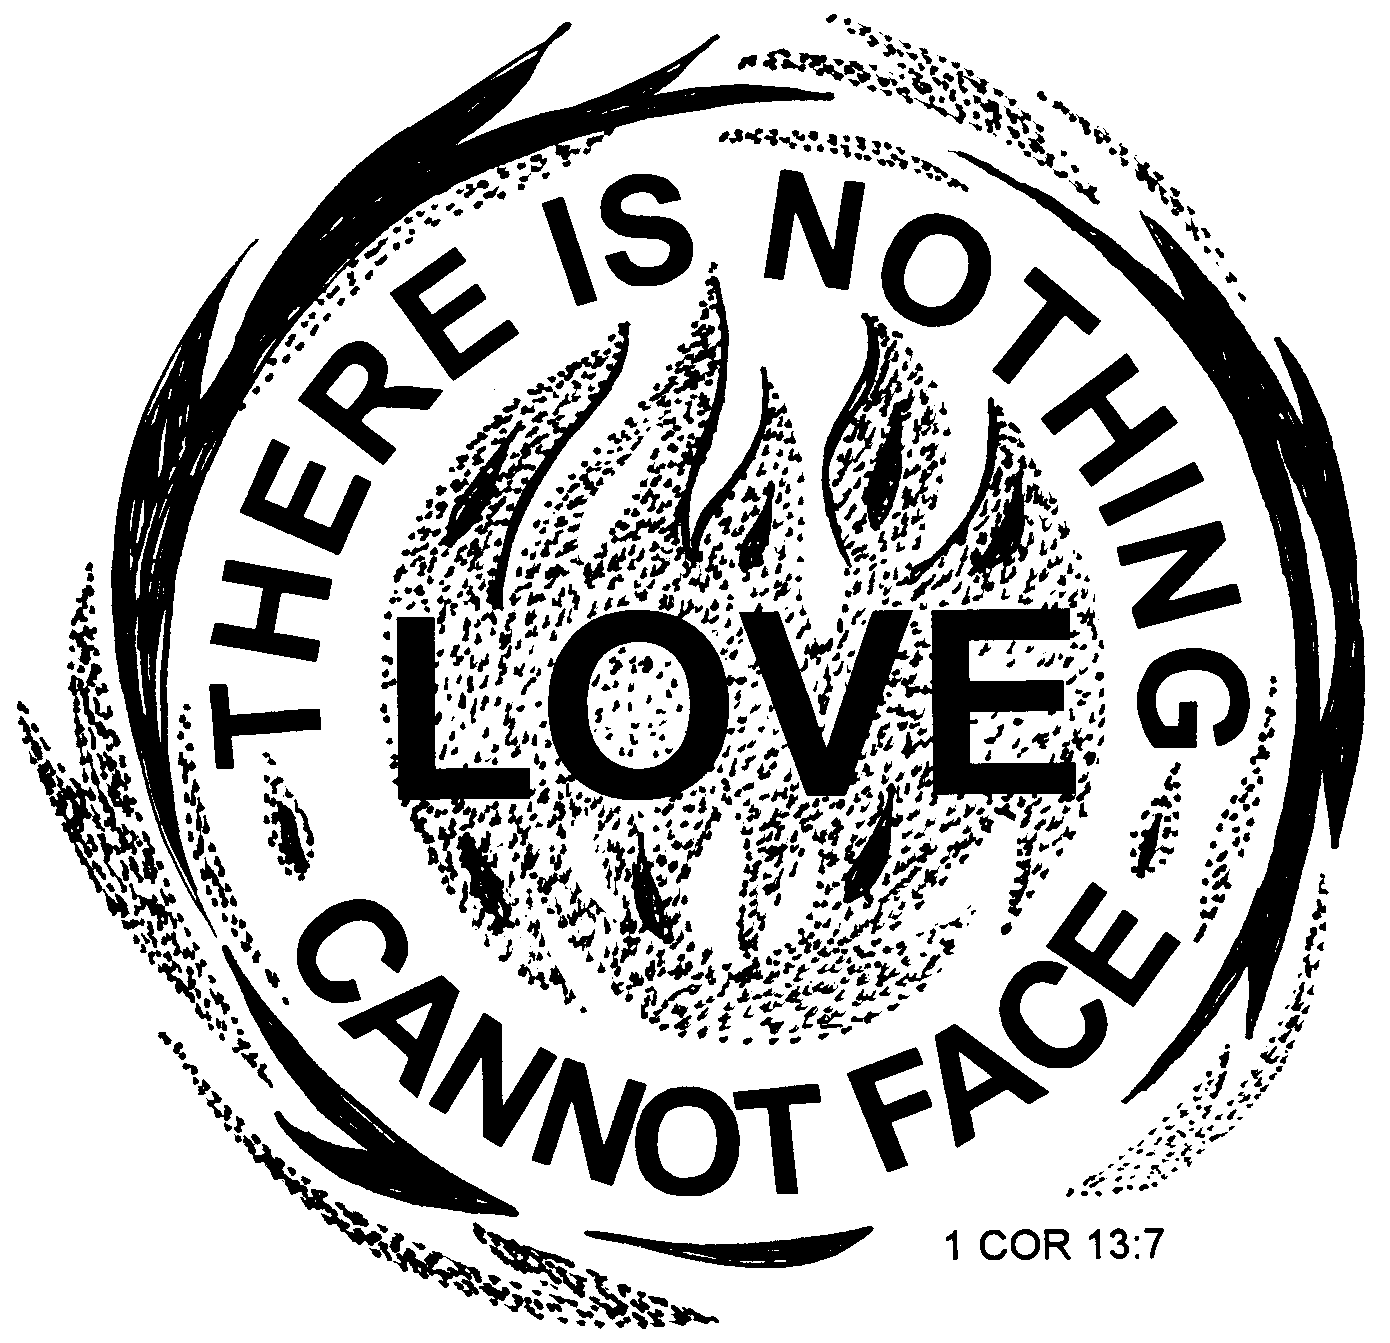 THERE IS NOTHING
LOVE
CANNOT FACE
1 COR 13:7